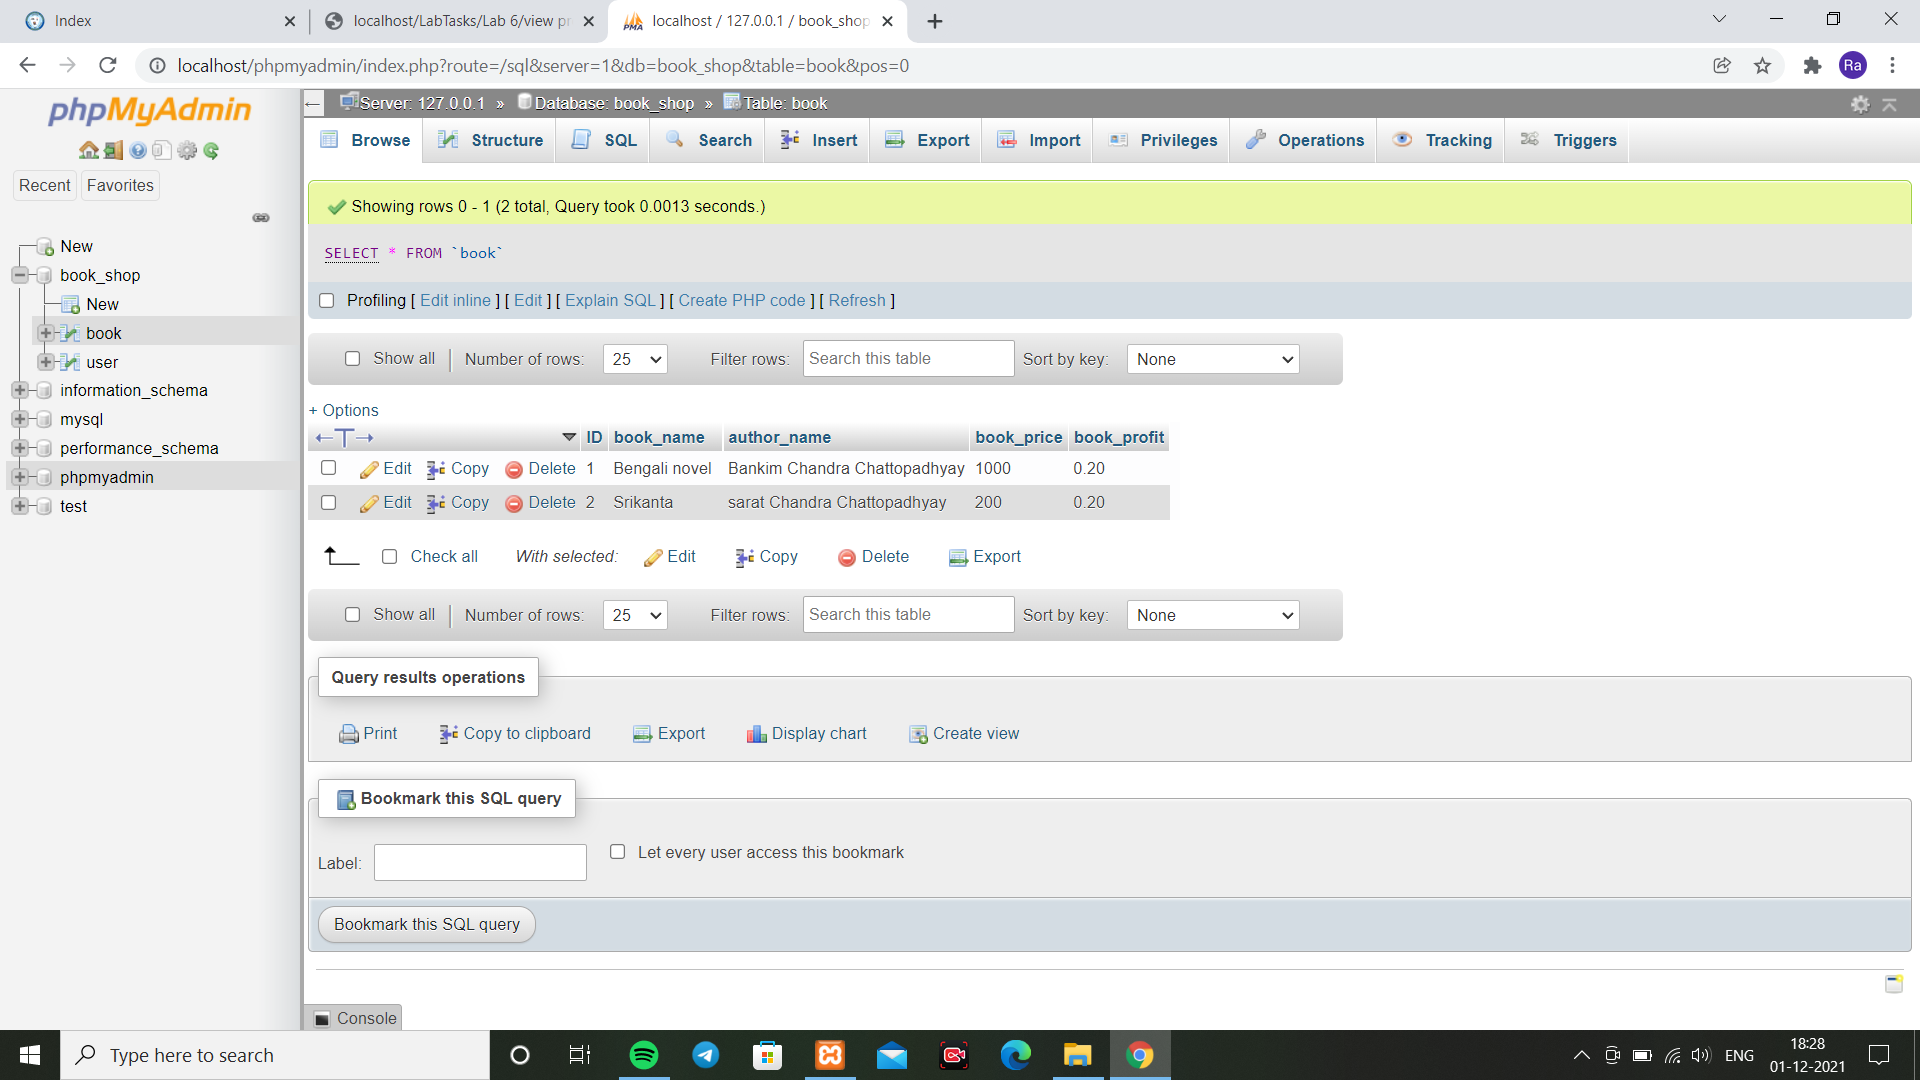 Index
localhost/LabTasks/Lab 6/view pr
localhost / 127.0.0.1 / book_shop
localhost/phpmyadmin/index.php?route=/sql&server=1&db=book_shop&table=book&pos=0
Ra
phpMyAdmin
Recent
Favorites
New
book_shop
New
book
user
information_schema
mysql
performance_schema
phpmyadmin
test
Server: 127.0.0.1 » Database: book_shop » Table: book
Browse Structure SQL Search Insert Export Import Privileges Operations Tracking Triggers
Showing rows 0 - 1 (2 total, Query took 0.0013 seconds.)
SELECT * FROM `book`
Profiling [ Edit inline ] [ Edit ] [ Explain SQL ] [ Create PHP code ] [ Refresh ]
Show all Number of rows: 25 Filter rows: Search this table Sort by key: None
+ Options
ID book_name author_name book_price book_profit
Edit Copy Delete 1 Bengali novel Bankim Chandra Chattopadhyay 1000 0.20
Edit Copy Delete 2 Srikanta sarat Chandra Chattopadhyay 200 0.20
Check all With selected: Edit Copy Delete Export
Show all Number of rows: 25 Filter rows: Search this table Sort by key: None
Query results operations
Print Copy to clipboard Export Display chart Create view
Bookmark this SQL query
Label: Let every user access this bookmark
Bookmark this SQL query
Console
Type here to search
ENG
18:28
01-12-2021